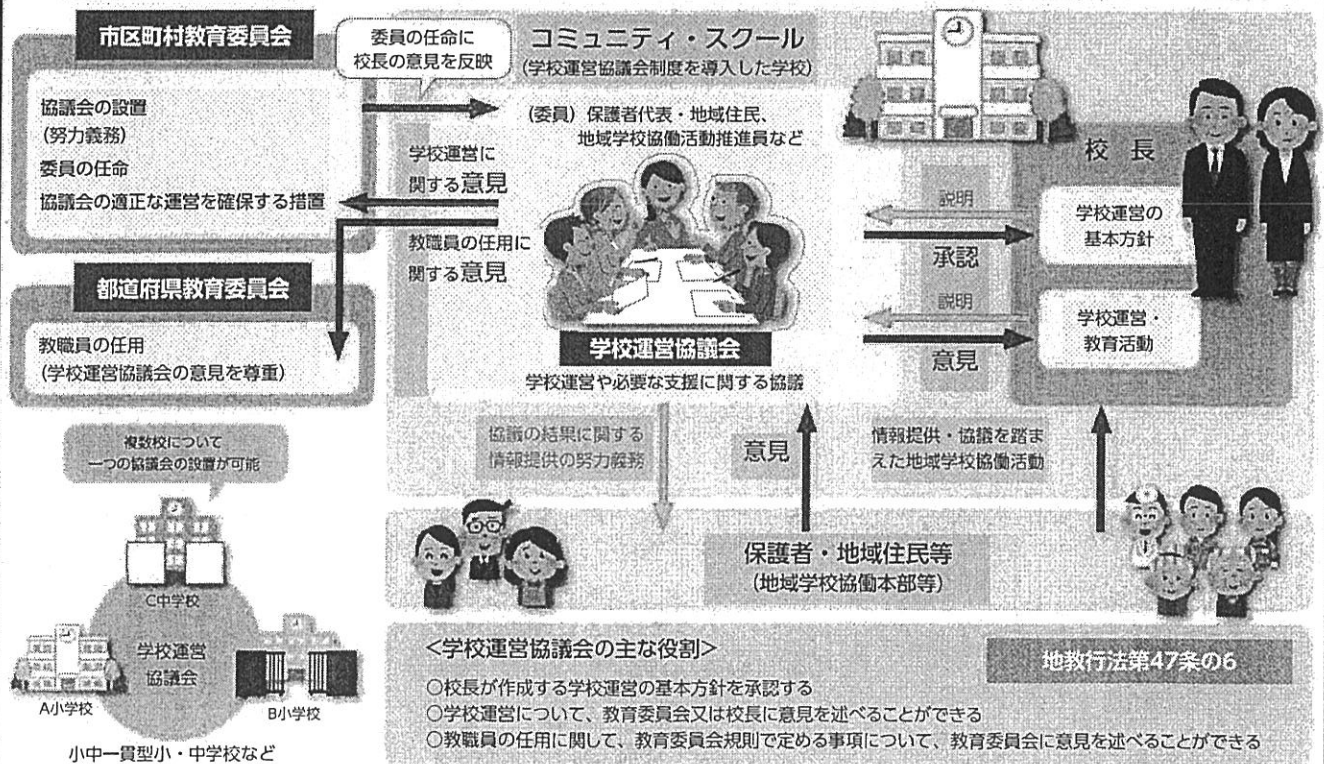 市区町村教育委員会
協議会の設置
(努力義務)
委員の任命
協議会の適正な運営を確保する措置
都道府県教育委員会
教職員の任用
(学校運営協議会の意見を尊重)
委員の任命に
校長の意見を反映
学校運営に
関する意見
教職員の任用に
関する意見
コミュニティ・スクール
(学校運営協議会制度を導入した学校)
(委員) 保護者代表・地域住民、
地域学校協働活動推進員など
学校運営協議会
学校運営や必要な支援に関する協議
説明
承認
説明
意見
校長
学校運営の
基本方針
学校運営・
教育活動
協議の結果に関する
情報提供の努力義務
意見
情報提供・協議を踏ま
えた地域学校協働活動
保護者・地域住民等
(地域学校協働本部等)
複数校について
一つの協議会の設置が可能
C中学校
学校運営
協議会
A小学校
B小学校
小中一貫型小・中学校など
<学校運営協議会の主な役割>
地教行法第47条の6
○校長が作成する学校運営の基本方針を承認する
○学校運営について、教育委員会又は校長に意見を述べることができる
○教職員の任用に関して、教育委員会規則で定める事項について、教育委員会に意見を述べることができる